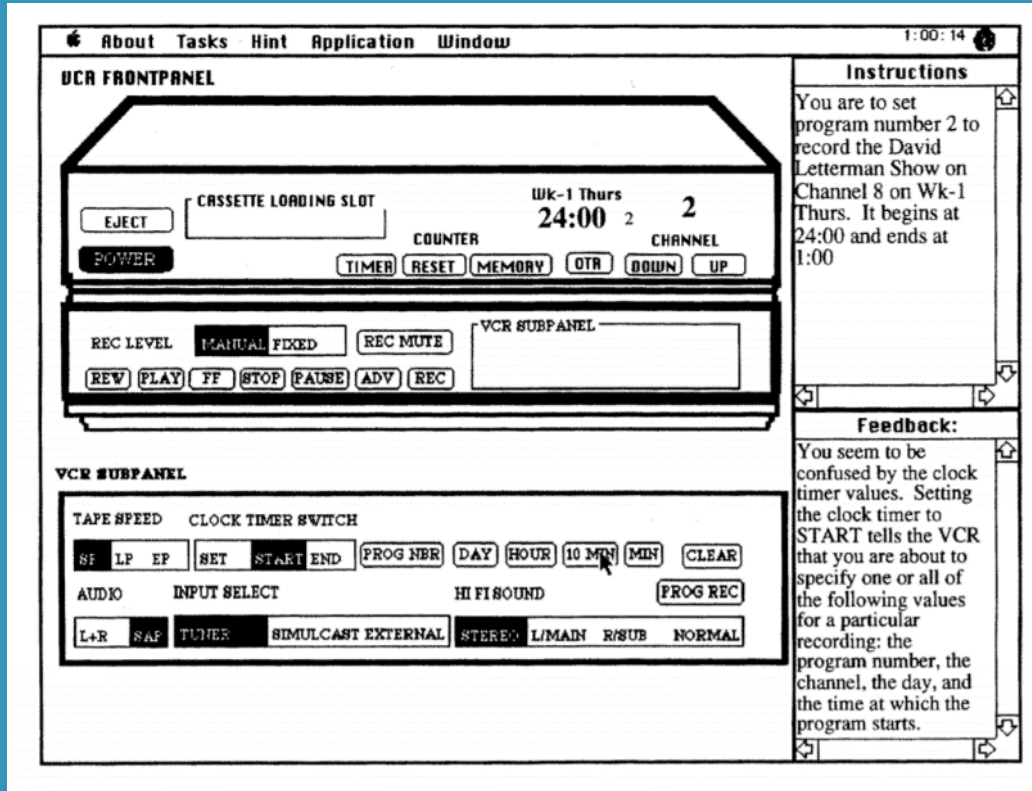 About Tasks Hint Application Window
1:00:14
VCR FRONTPANEL
CASSETTE LOADING SLOT
Wk-1 Thurs
24:00 2 2
EJECT
COUNTER CHANNEL
POWER
TIMER RESET MEMORY OTR DOWN UP
VCR SUBPANEL
REC LEVEL MANUAL FIXED REC MUTE
REW PLAY FF STOP PAUSE ADV REC
VCR SUBPANEL
TAPE SPEED CLOCK TIMER SWITCH
SP LP EP SET START END PROG NBR DAY HOUR 10 MIN MIN CLEAR
AUDIO INPUT SELECT HI FI SOUND PROG REC
L+R SAP TUNER SIMULCAST EXTERNAL STEREO L/MAIN R/SUB NORMAL
Instructions
You are to set
program number 2 to
record the David
Letterman Show on
Channel 8 on Wk-1
Thurs. It begins at
24:00 and ends at
1:00
Feedback:
You seem to be
confused by the clock
timer values. Setting
the clock timer to
START tells the VCR
that you are about to
specify one or all of
the following values
for a particular
recording: the
program number, the
channel, the day, and
the time at which the
program starts.